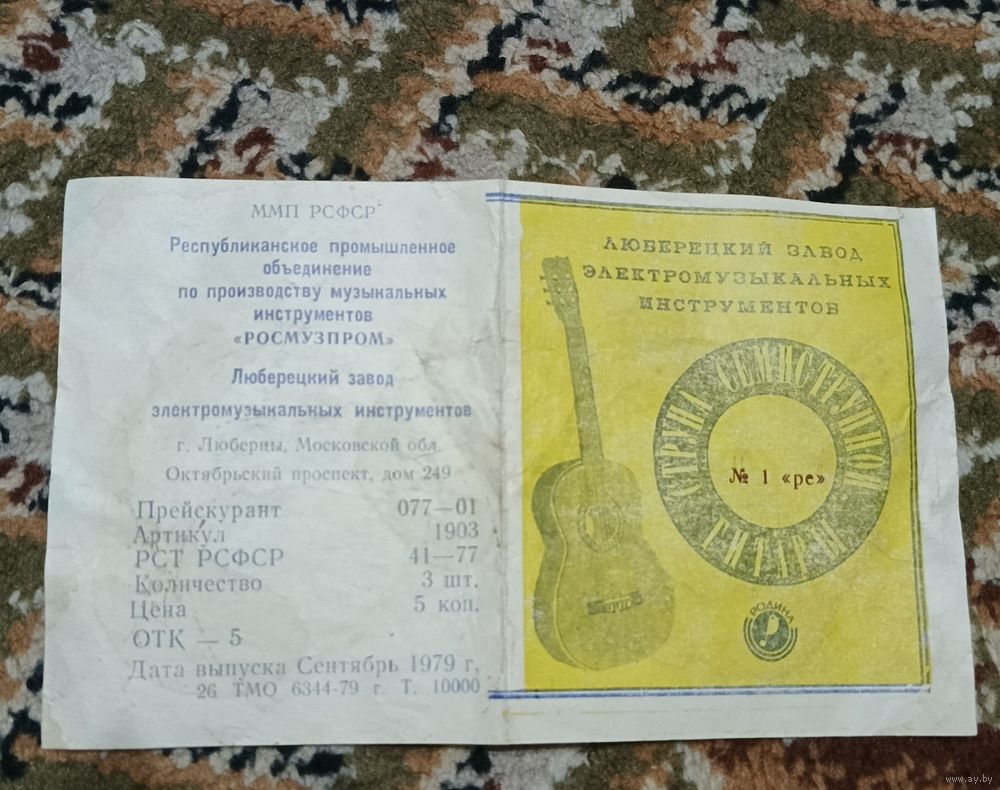 ММП РСФСР
Республиканское промышленное
объединение
по производству музыкальных
инструментов
«РОСМУЗПРОМ»
Люберецкий завод
электромузыкальных инструментов
г. Люберцы, Московской обл.
Октябрьский проспект, дом 249
Прейскурант 077—01
Артикул 1903
РСТ РСФСР 41—77
Количество 3 шт.
Цена 5 коп.
ОТК — 5
Дата выпуска Сентябрь 1979 г,
26 ТМО 6344-79 г. Т. 10000
ЛЮБЕРЕЦКИЙ ЗАВОД
ЭЛЕКТРОМУЗЫКАЛЬНЫХ
ИНСТРУМЕНТОВ
СТРУНА СЕМИСТРУННОЙ ГИТАРЫ
№ 1 «ре»
РОДИНА
www.ay.by